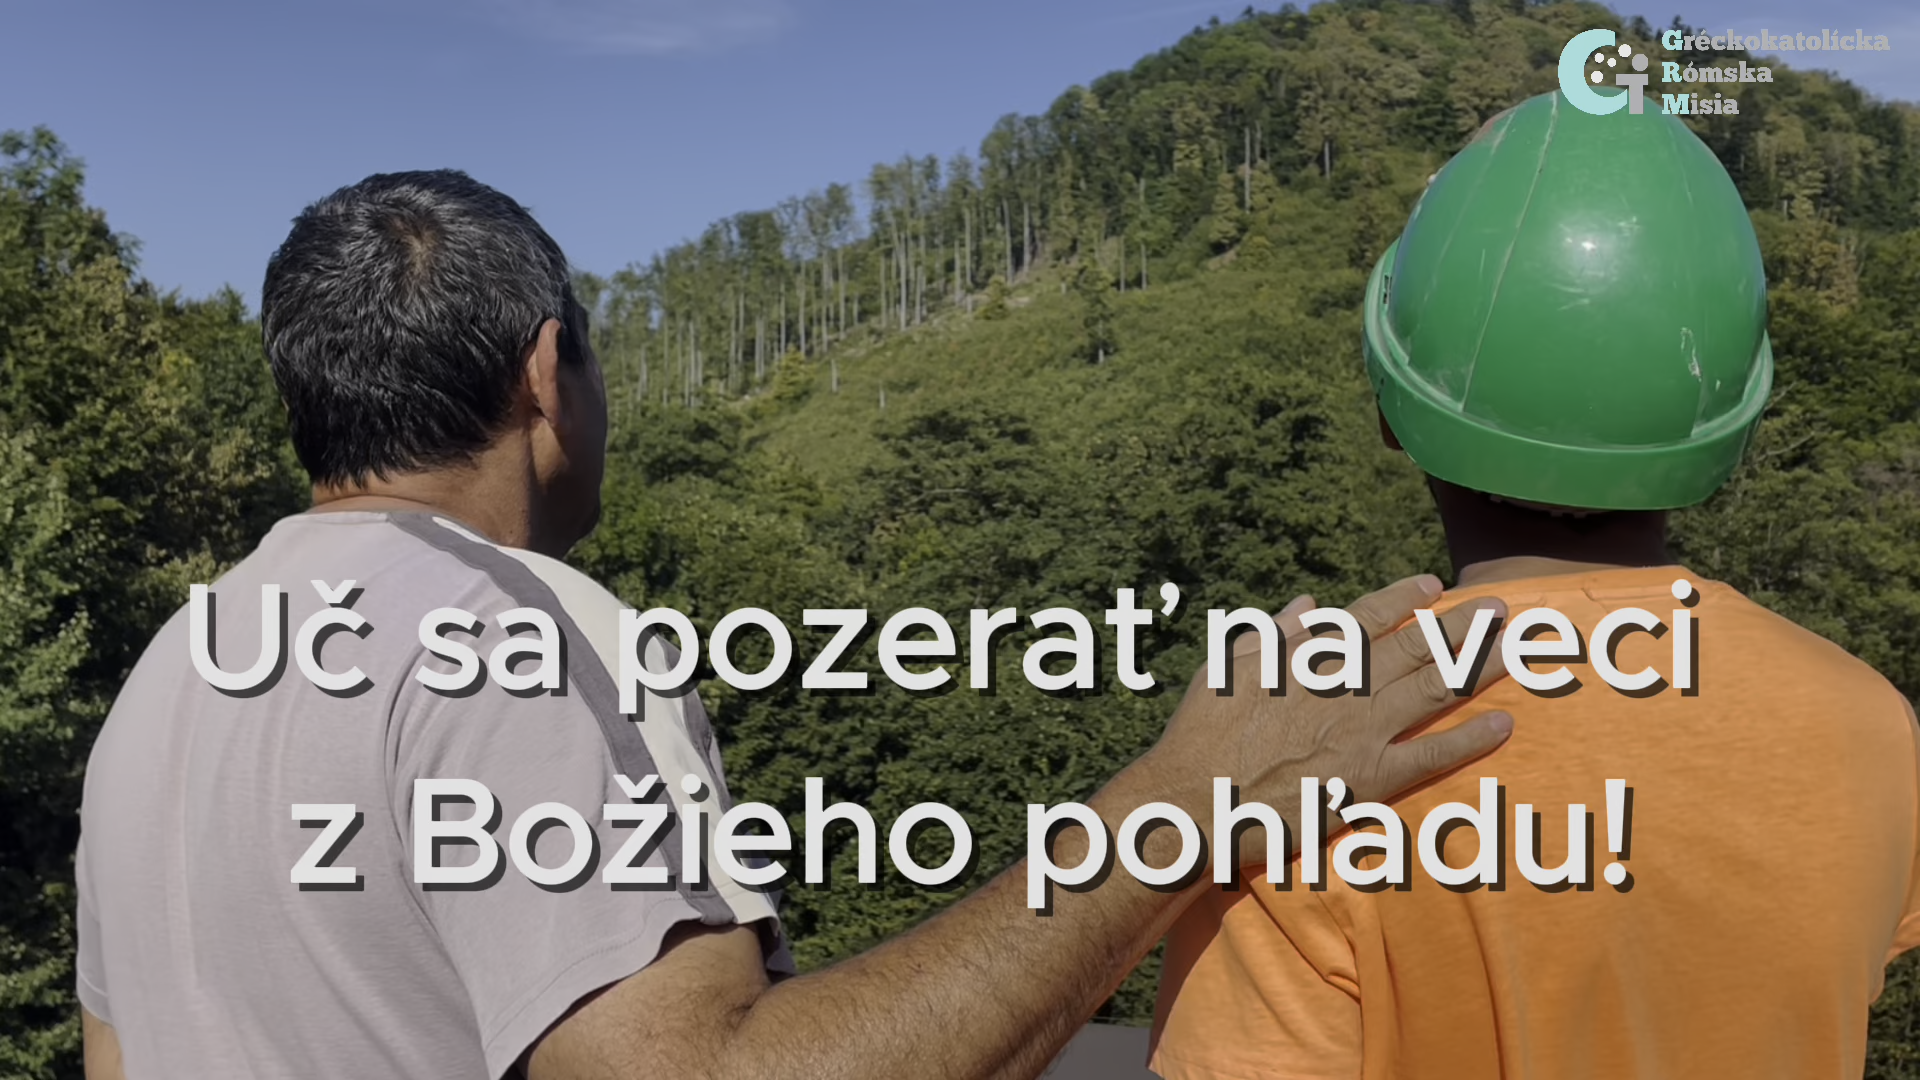 Gréckokatolícka
Rómska
Misia
Uč sa pozerať na veci
z Božieho pohľadu!